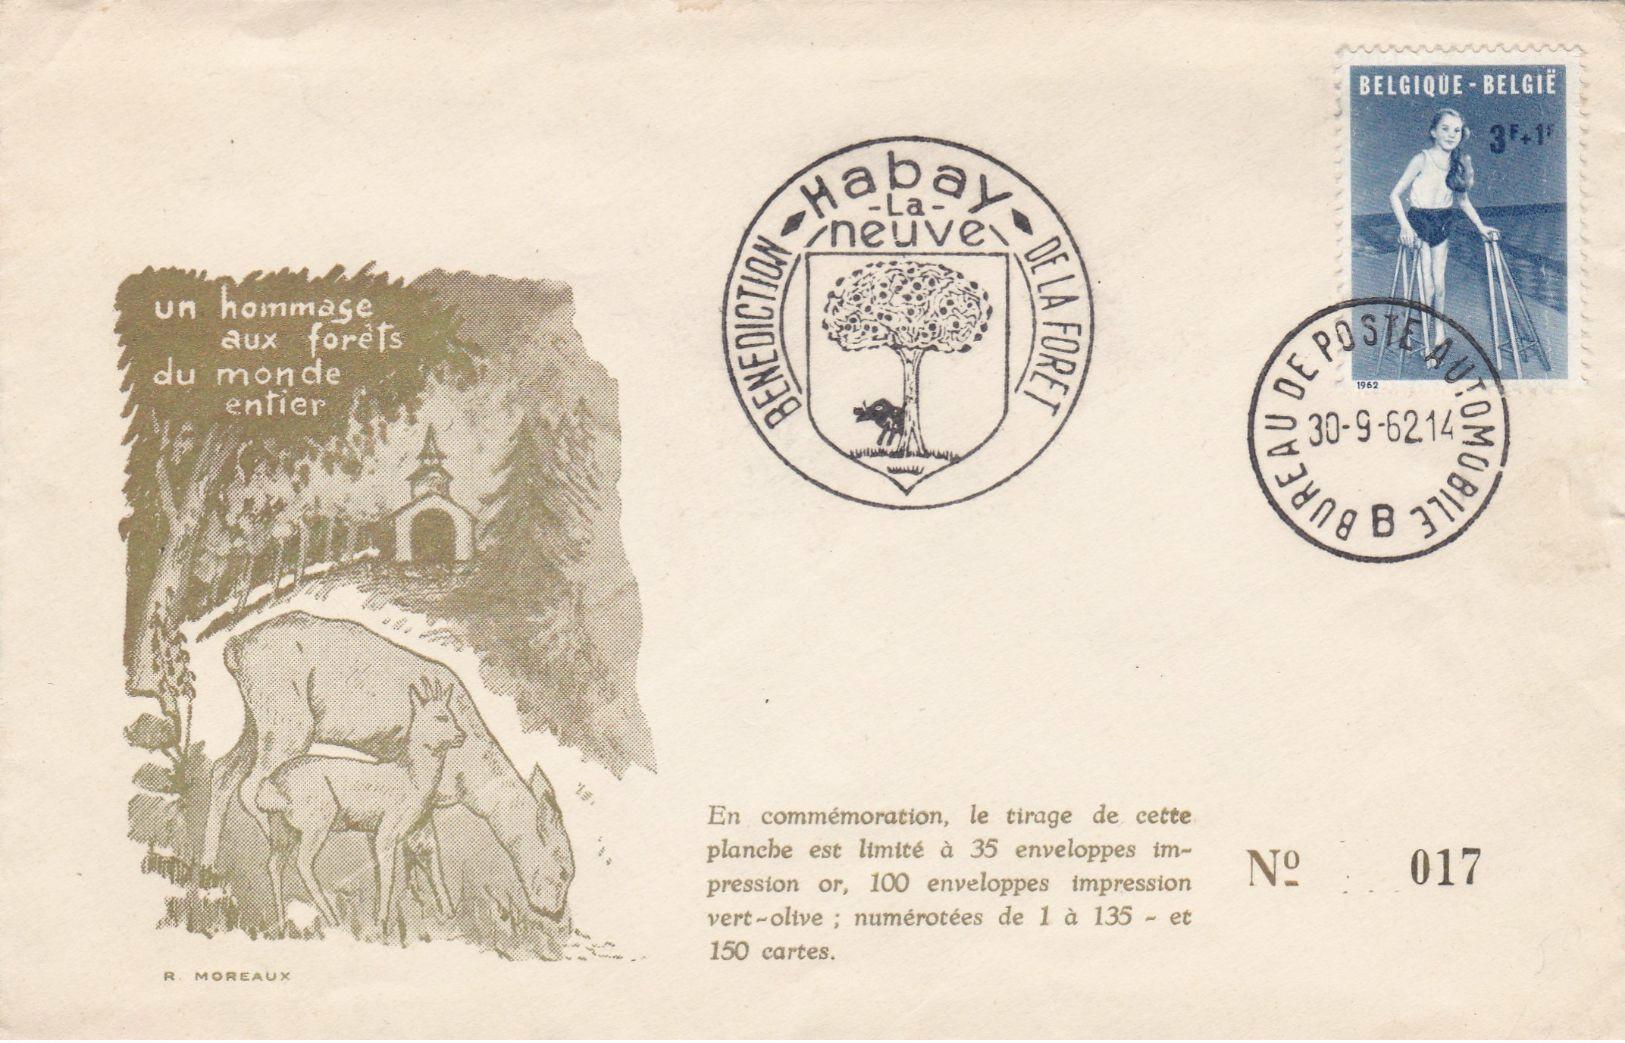 BELGIQUE - BELGIË
3F+1F
1962
BUREAU DE POSTE AUTOMOBILE
30-9-62 14
B
Habay
-La-
neuve
BENEDICTION DE LA FORET
un hommage
aux forêts
du monde
entier
R. MOREAUX
En commémoration, le tirage de cette
planche est limité à 35 enveloppes im-
pression or, 100 enveloppes impression
vert-olive ; numérotées de 1 à 135 - et
150 cartes.
Nº 017